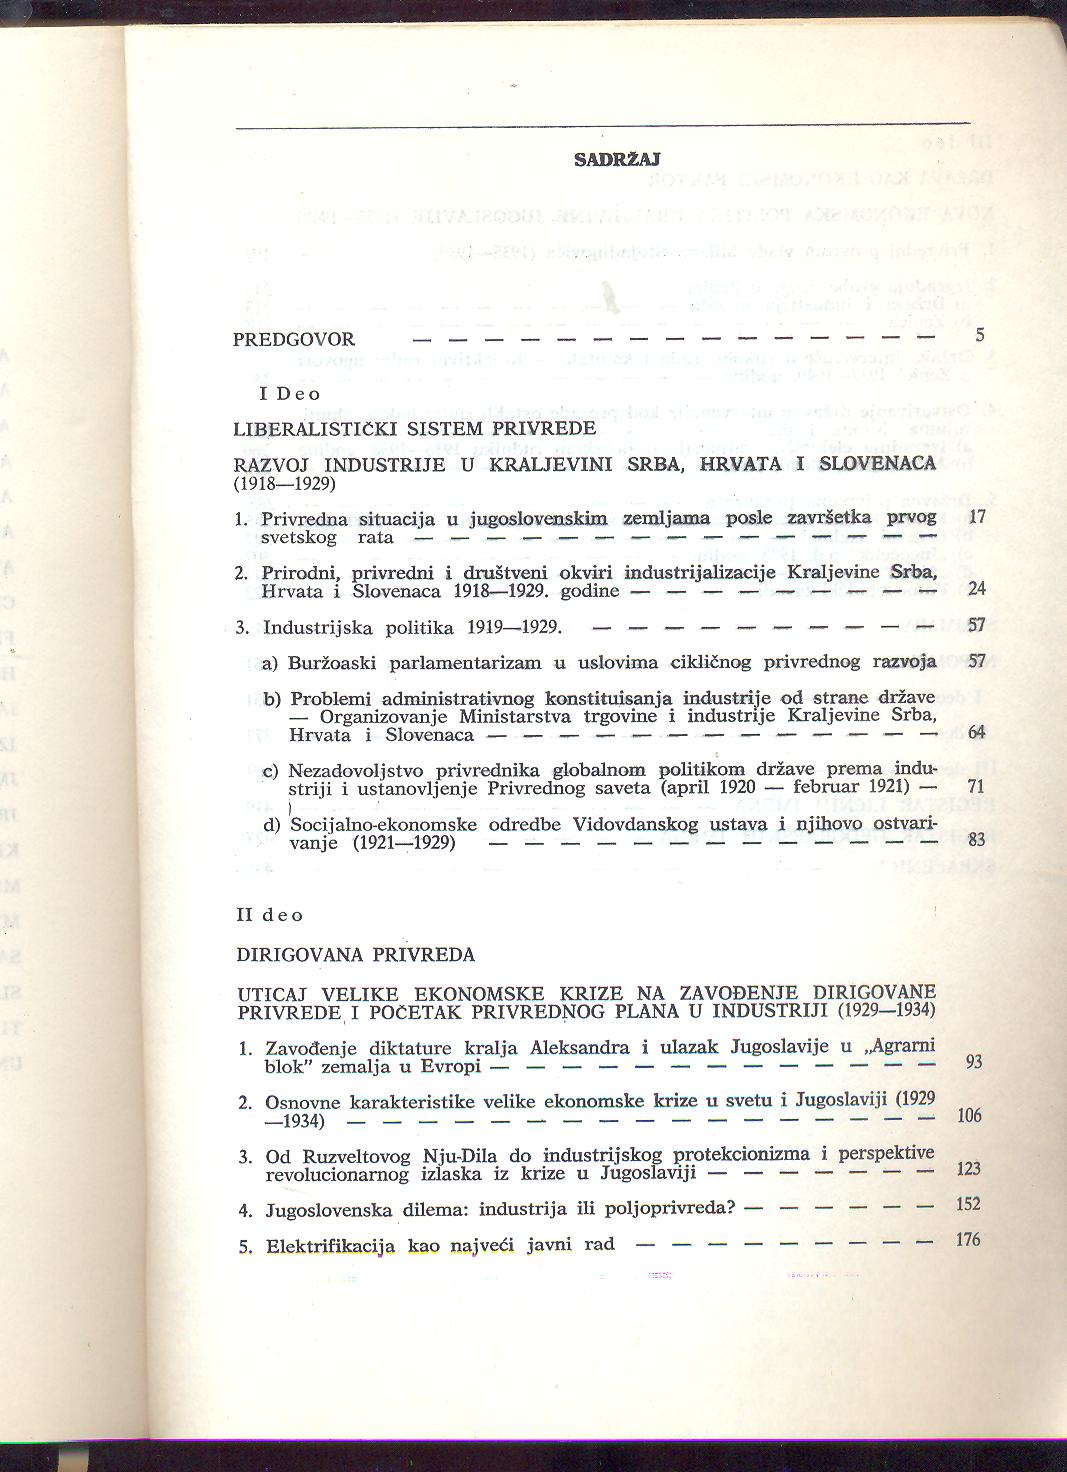 SADRŽAJ
PREDGOVOR — — — — — — — — — — — — — — — 5
I Deo
LIBERALISTIČKI SISTEM PRIVREDE
RAZVOJ INDUSTRIJE U KRALJEVINI SRBA, HRVATA I SLOVENACA
(1918—1929)
1. Privredna situacija u jugoslovenskim zemljama posle završetka prvog 17
svetskog rata — — — — — — — — — — — — — — —
2. Prirodni, privredni i društveni okviri industrijalizacije Kraljevine Srba,
Hrvata i Slovenaca 1918—1929. godine — — — — — — — — — 24
3. Industrijska politika 1919—1929. — — — — — — — — — — 57
a) Buržoaski parlamentarizam u uslovima cikličnog privrednog razvoja 57
b) Problemi administrativnog konstituisanja industrije od strane države
— Organizovanje Ministarstva trgovine i industrije Kraljevine Srba,
Hrvata i Slovenaca — — — — — — — — — — — — — 64
c) Nezadovoljstvo privrednika globalnom politikom države prema indu-
striji i ustanovljenje Privrednog saveta (april 1920 — februar 1921) — 71
d) Socijalno-ekonomske odredbe Vidovdanskog ustava i njihovo ostvari-
vanje (1921—1929) — — — — — — — — — — — — — 83
II deo
DIRIGOVANA PRIVREDA
UTICAJ VELIKE EKONOMSKE KRIZE NA ZAVOĐENJE DIRIGOVANE
PRIVREDE I POČETAK PRIVREDNOG PLANA U INDUSTRIJI (1929—1934)
1. Zavođenje diktature kralja Aleksandra i ulazak Jugoslavije u „Agrarni
blok” zemalja u Evropi — — — — — — — — — — — — — 93
2. Osnovne karakteristike velike ekonomske krize u svetu i Jugoslaviji (1929
—1934) — — — — — — — — — — — — — — — — — 106
3. Od Ruzveltovog Nju-Dila do industrijskog protekcionizma i perspektive
revolucionarnog izlaska iz krize u Jugoslaviji — — — — — — — 123
4. Jugoslovenska dilema: industrija ili poljoprivreda? — — — — — — 152
5. Elektrifikacija kao najveći javni rad — — — — — — — — — 176